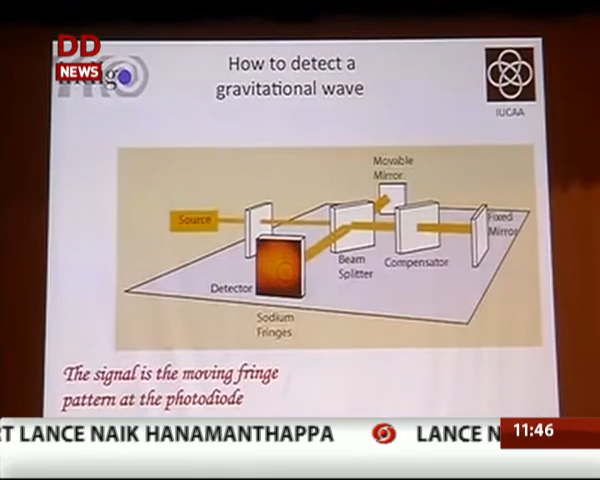 DD
NEWS
How to detect a
gravitational wave
IUCAA
Movable
Mirror
Source
Fixed
Mirror
Beam
Splitter
Compensator
Detector
Sodium
Fringes
The signal is the moving fringe
pattern at the photodiode
RT LANCE NAIK HANAMANTHAPPA
LANCE N
11:46